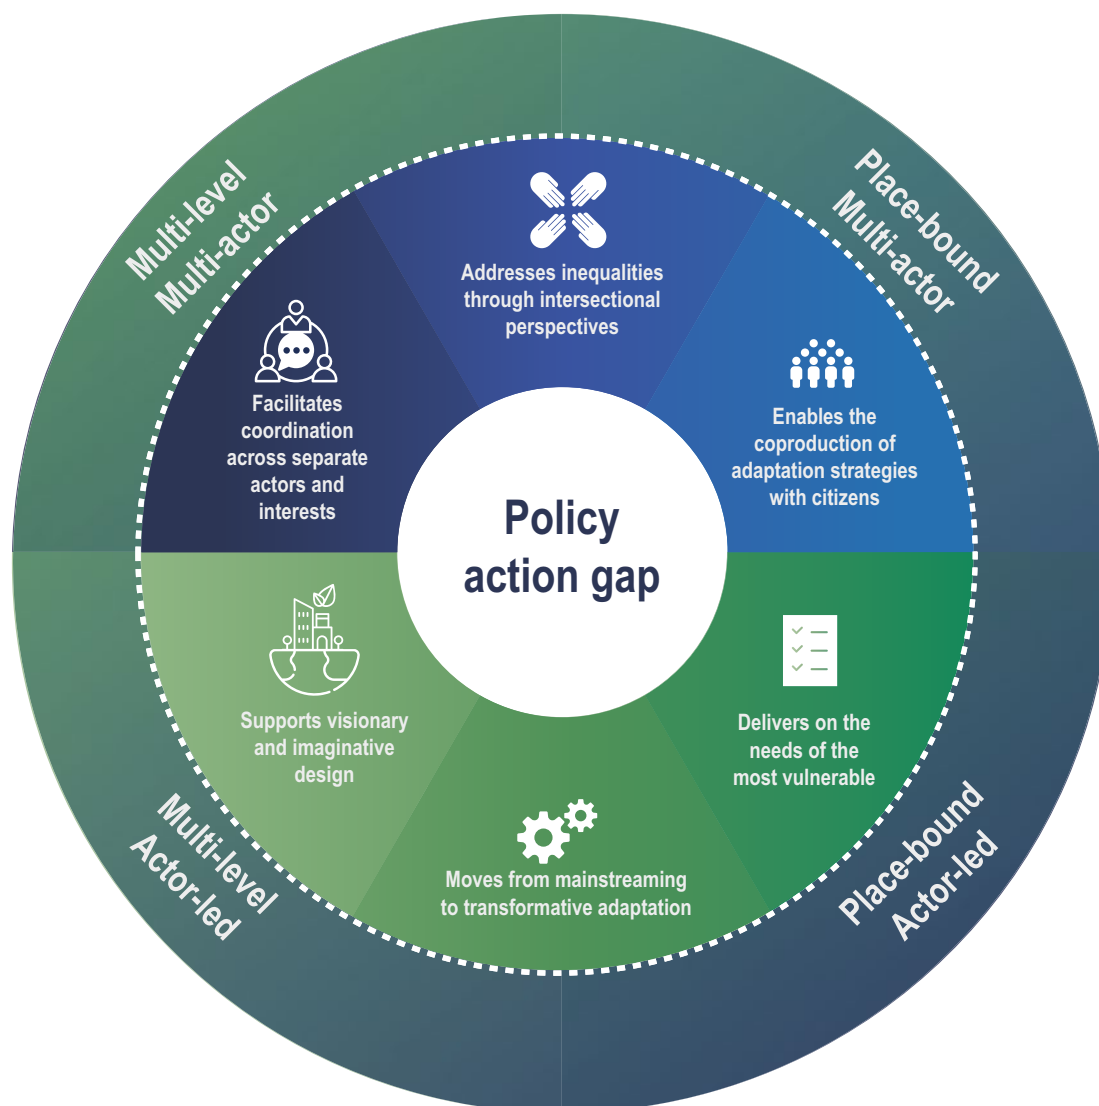 Multi-level
Multi-actor
Place-bound
Multi-actor
Addresses inequalities
through intersectional
perspectives
Facilitates
coordination
across separate
actors and
interests
Enables the
coproduction of
adaptation strategies
with citizens
Policy
action gap
Supports visionary
and imaginative
design
Delivers on the
needs of the
most vulnerable
Moves from mainstreaming
to transformative adaptation
Multi-level
Actor-led
Place-bound
Actor-led